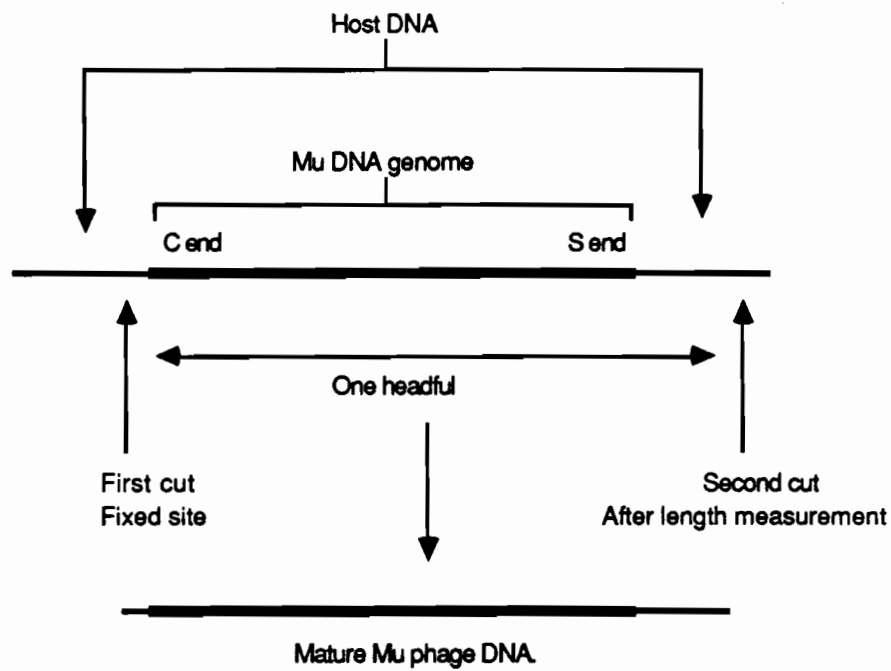 Host DNA
Mu DNA genome
C end
S end
One headful
First cut
Fixed site
Second cut
After length measurement
Mature Mu phage DNA.